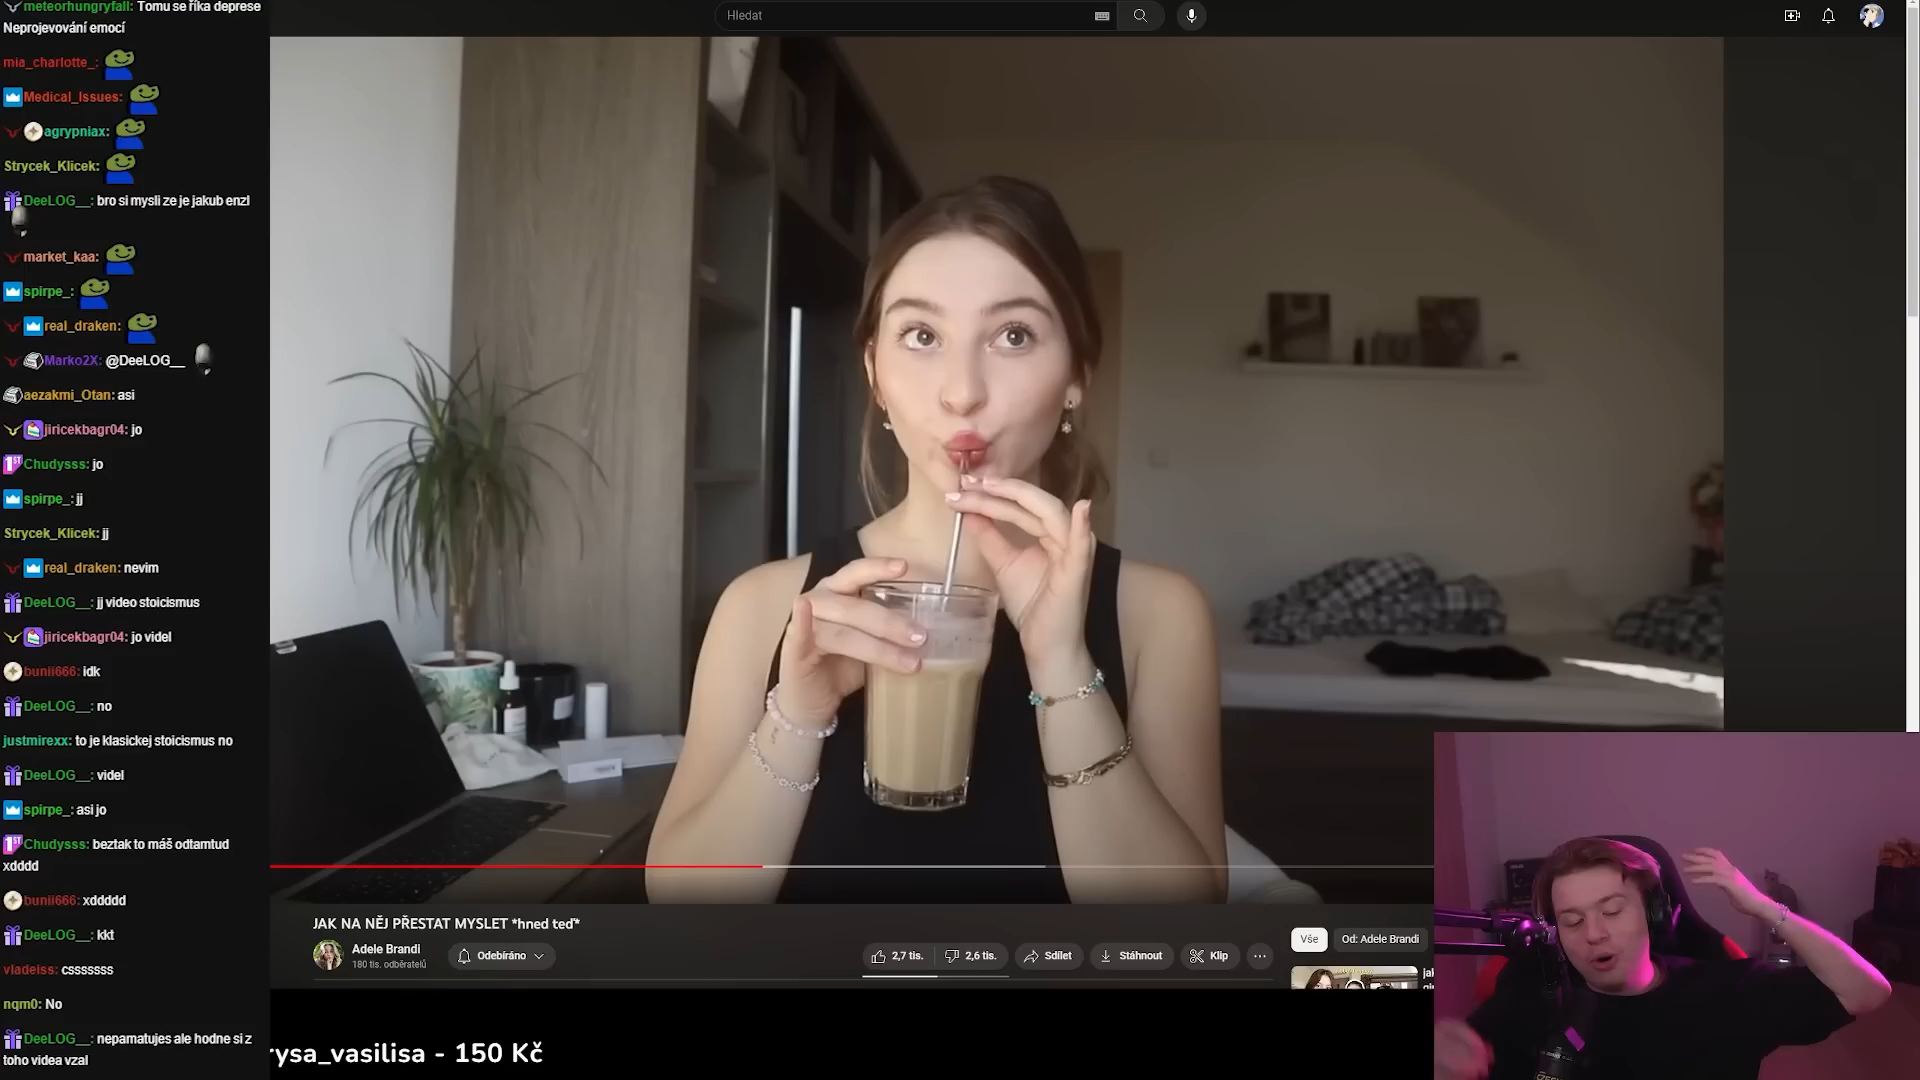 meteorhungryfall: Tomu se říka deprese
Neprojevování emocí
mia_charlotte_:
Medical_Issues:
agrypniax:
Strycek_Klicek:
DeeLOG__: bro si mysli ze je jakub enzl
market_kaa:
spirpe_:
real_draken:
Marko2X: @DeeLOG__
aezakmi_Otan: asi
jiricekbagr04: jo
1ST Chudysss: jo
spirpe_: jj
Strycek_Klicek: jj
real_draken: nevim
DeeLOG__: jj video stoicismus
jiricekbagr04: jo videl
bunii666: idk
DeeLOG__: no
justmirexx: to je klasickej stoicismus no
DeeLOG__: videl
spirpe_: asi jo
1ST Chudysss: beztak to máš odtamtud
xdddd
bunii666: xddddd
DeeLOG__: kkt
vladeiss: csssssss
nqm0: No
DeeLOG__: nepamatujes ale hodne si z
toho videa vzal
Hledat
JAK NA NĚJ PŘESTAT MYSLET *hned teď*
Adele Brandi
180 tis. odběratelů
Odebíráno
2,7 tis.
2,6 tis.
Sdílet
Stáhnout
Klip
Vše
Od: Adele Brandi
rysa_vasilisa - 150 Kč